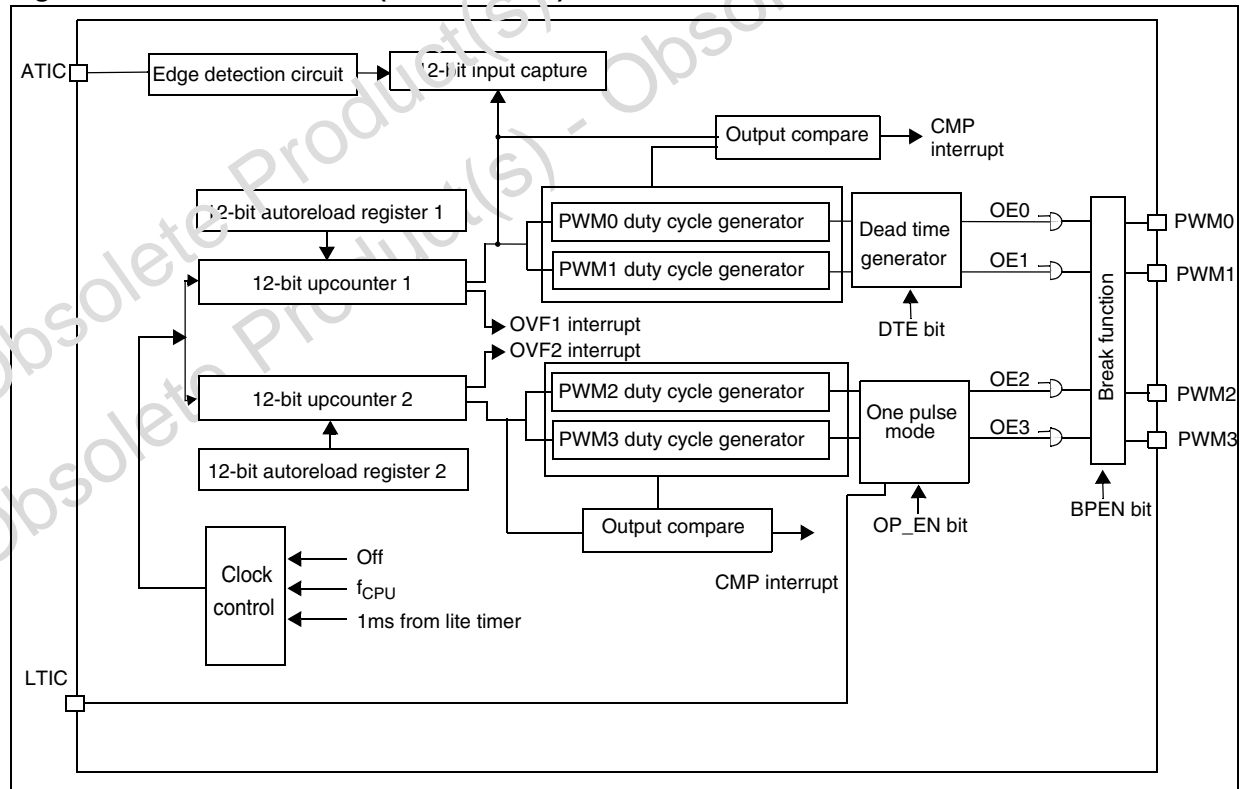 ATIC
Edge detection circuit
12-bit input capture
Output compare
CMP
interrupt
12-bit autoreload register 1
PWM0 duty cycle generator
PWM1 duty cycle generator
Dead time
generator
OE0
OE1
PWM0
PWM1
12-bit upcounter 1
DTE bit
OVF1 interrupt
OVF2 interrupt
Break function
12-bit upcounter 2
PWM2 duty cycle generator
PWM3 duty cycle generator
One pulse
mode
OE2
OE3
PWM2
PWM3
12-bit autoreload register 2
BPEN bit
OP_EN bit
Output compare
CMP interrupt
Clock
control
Off
fCPU
1ms from lite timer
LTIC
Obsolete Product(s) - Obsol
Obsolete Product(s)